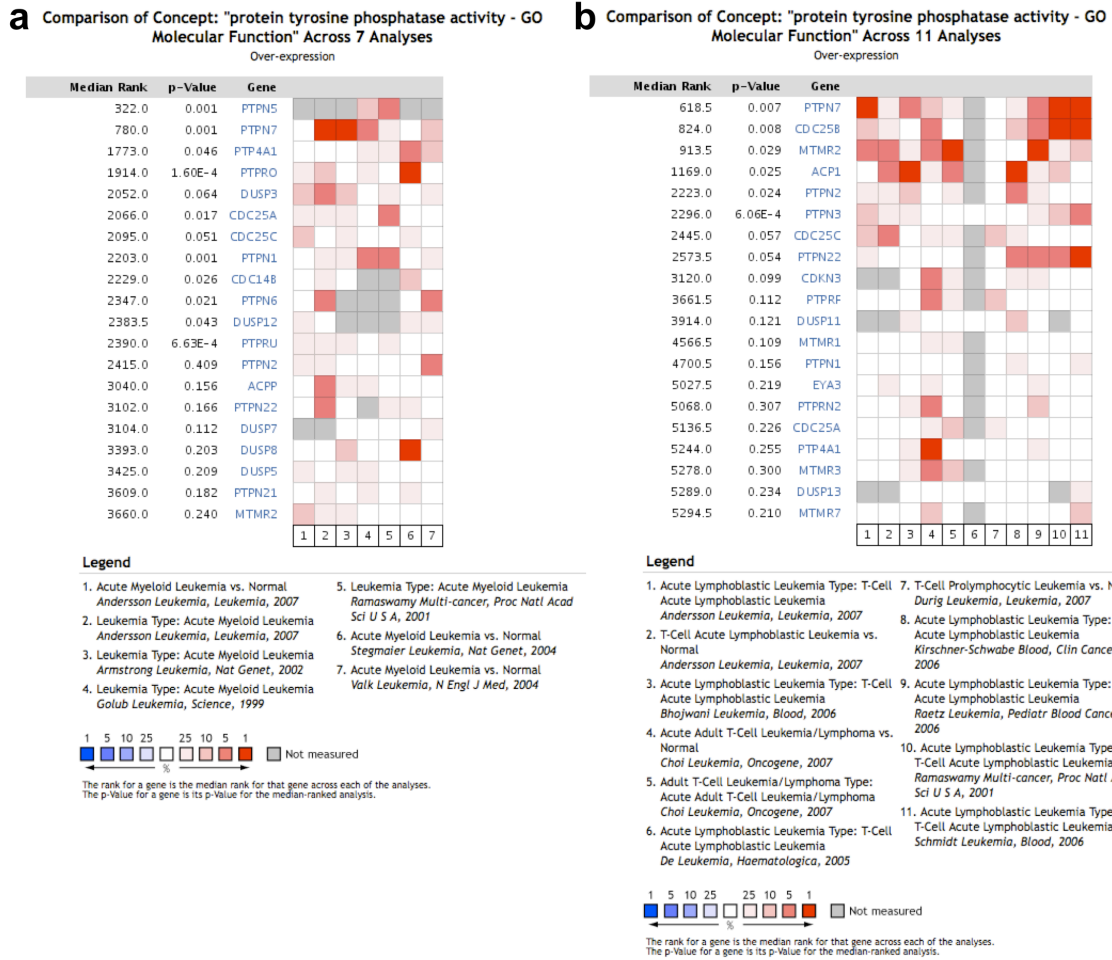 a
Comparison of Concept: "protein tyrosine phosphatase activity - GO
Molecular Function" Across 7 Analyses
Over-expression
Median Rank p-Value Gene
322.0 0.001 PTPN5
780.0 0.001 PTPN7
1773.0 0.046 PTP4A1
1914.0 1.60E-4 PTPRO
2052.0 0.064 DUSP3
2066.0 0.017 CDC25A
2095.0 0.051 CDC25C
2203.0 0.001 PTPN1
2229.0 0.026 CDC14B
2347.0 0.021 PTPN6
2383.5 0.043 DUSP12
2390.0 6.63E-4 PTPRU
2415.0 0.409 PTPN2
3040.0 0.156 ACPP
3102.0 0.166 PTPN22
3104.0 0.112 DUSP7
3393.0 0.203 DUSP8
3425.0 0.209 DUSP5
3609.0 0.182 PTPN21
3660.0 0.240 MTMR2
1 2 3 4 5 6 7
Legend
1. Acute Myeloid Leukemia vs. Normal
Andersson Leukemia, Leukemia, 2007
2. Leukemia Type: Acute Myeloid Leukemia
Andersson Leukemia, Leukemia, 2007
3. Leukemia Type: Acute Myeloid Leukemia
Armstrong Leukemia, Nat Genet, 2002
4. Leukemia Type: Acute Myeloid Leukemia
Golub Leukemia, Science, 1999
5. Leukemia Type: Acute Myeloid Leukemia
Ramaswamy Multi-cancer, Proc Natl Acad
Sci U S A, 2001
6. Acute Myeloid Leukemia vs. Normal
Stegmaier Leukemia, Nat Genet, 2004
7. Acute Myeloid Leukemia vs. Normal
Valk Leukemia, N Engl J Med, 2004
1 5 10 25 25 10 5 1
Not measured
%
The rank for a gene is the median rank for that gene across each of the analyses.
The p-Value for a gene is its p-Value for the median-ranked analysis.
b
Comparison of Concept: "protein tyrosine phosphatase activity - GO
Molecular Function" Across 11 Analyses
Over-expression
Median Rank p-Value Gene
618.5 0.007 PTPN7
824.0 0.008 CDC25B
913.5 0.029 MTMR2
1169.0 0.025 ACP1
2223.0 0.024 PTPN2
2296.0 6.06E-4 PTPN3
2445.0 0.057 CDC25C
2573.5 0.054 PTPN22
3120.0 0.099 CDKN3
3661.5 0.112 PTPRF
3914.0 0.121 DUSP11
4566.5 0.109 MTMR1
4700.5 0.156 PTPN1
5027.5 0.219 EYA3
5068.0 0.307 PTPRN2
5136.5 0.226 CDC25A
5244.0 0.255 PTP4A1
5278.0 0.300 MTMR3
5289.0 0.234 DUSP13
5294.5 0.210 MTMR7
1 2 3 4 5 6 7 8 9 10 11
Legend
1. Acute Lymphoblastic Leukemia Type: T-Cell
Acute Lymphoblastic Leukemia
Andersson Leukemia, Leukemia, 2007
2. T-Cell Acute Lymphoblastic Leukemia vs.
Normal
Andersson Leukemia, Leukemia, 2007
3. Acute Lymphoblastic Leukemia Type: T-Cell
Acute Lymphoblastic Leukemia
Bhojwani Leukemia, Blood, 2006
4. Acute Adult T-Cell Leukemia/Lymphoma vs.
Normal
Choi Leukemia, Oncogene, 2007
5. Adult T-Cell Leukemia/Lymphoma Type:
Acute Adult T-Cell Leukemia/Lymphoma
Choi Leukemia, Oncogene, 2007
6. Acute Lymphoblastic Leukemia Type: T-Cell
Acute Lymphoblastic Leukemia
De Leukemia, Haematologica, 2005
7. T-Cell Prolymphocytic Leukemia vs.
Durig Leukemia, Leukemia, 2007
8. Acute Lymphoblastic Leukemia Type:
Acute Lymphoblastic Leukemia
Kirschner-Schwabe Blood, Clin Cance
2006
9. Acute Lymphoblastic Leukemia Type:
Acute Lymphoblastic Leukemia
Raetz Leukemia, Pediatr Blood Canc
2006
10. Acute Lymphoblastic Leukemia Type
T-Cell Acute Lymphoblastic Leukemia
Ramaswamy Multi-cancer, Proc Natl
Sci U S A, 2001
11. Acute Lymphoblastic Leukemia Type
T-Cell Acute Lymphoblastic Leukemia
Schmidt Leukemia, Blood, 2006
1 5 10 25 25 10 5 1
Not measured
%
The rank for a gene is the median rank for that gene across each of the analyses.
The p-Value for a gene is its p-Value for the median-ranked analysis.